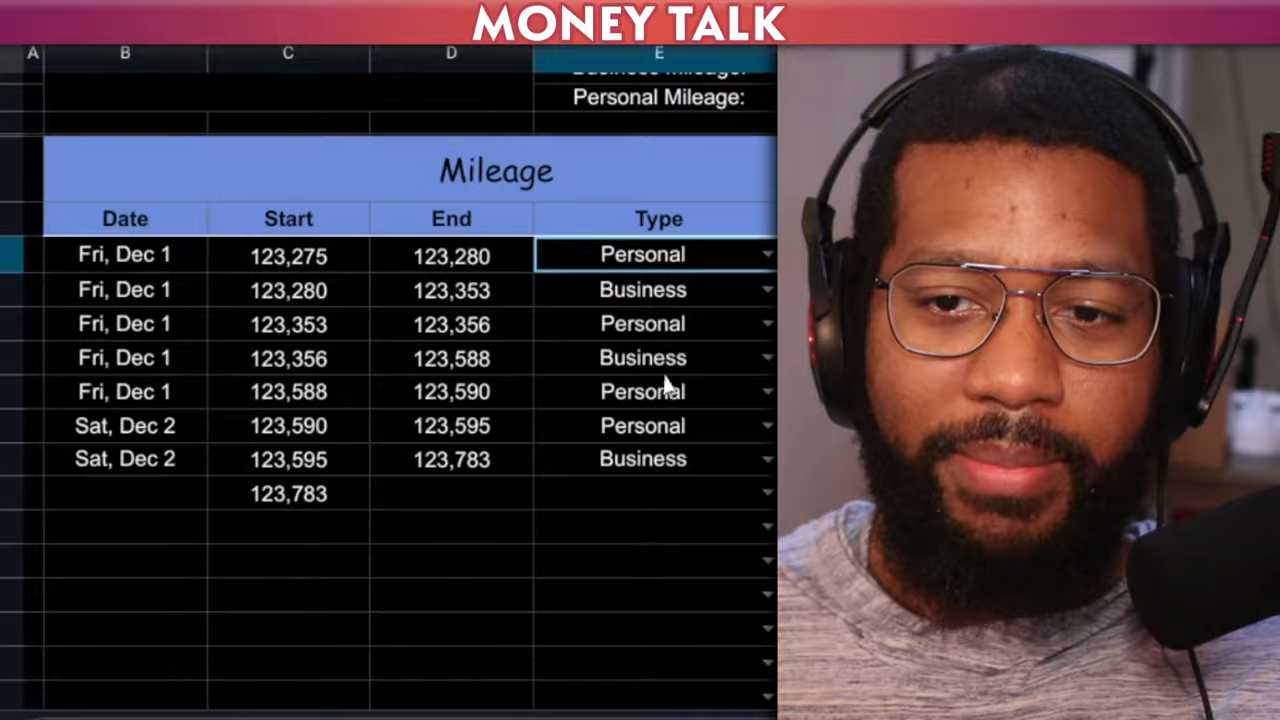 MONEY TALK
A B C D E
Business Mileage:
Personal Mileage:
Mileage
Date Start End Type
Fri, Dec 1 123,275 123,280 Personal
Fri, Dec 1 123,280 123,353 Business
Fri, Dec 1 123,353 123,356 Personal
Fri, Dec 1 123,356 123,588 Business
Fri, Dec 1 123,588 123,590 Personal
Sat, Dec 2 123,590 123,595 Personal
Sat, Dec 2 123,595 123,783 Business
123,783